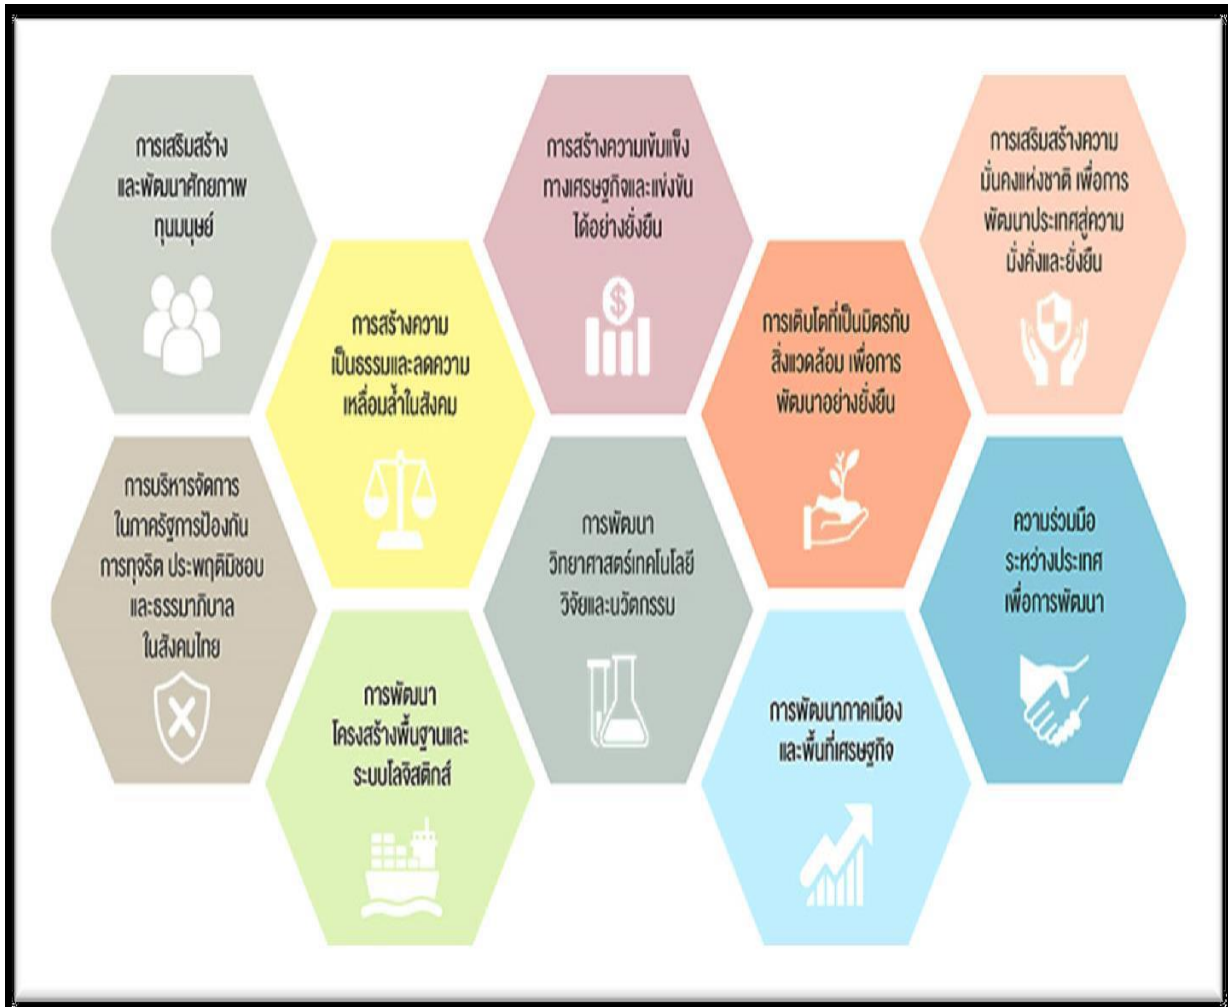 การเสริมสร้าง
และพัฒนาศักยภาพ
ทุนมนุษย์
การสร้างความ
เป็นธรรมและลดความ
เหลื่อมล้ำในสังคม
การสร้างความเข้มแข็ง
ทางเศรษฐกิจและแข่งขัน
ได้อย่างยั่งยืน
การเติบโตที่เป็นมิตรกับ
สิ่งแวดล้อม เพื่อการ
พัฒนาอย่างยั่งยืน
การเสริมสร้างความ
มั่นคงแห่งชาติ เพื่อการ
พัฒนาประเทศสู่ความ
มั่งคั่งและยั่งยืน
การบริหารจัดการ
ในภาครัฐการป้องกัน
การทุจริต ประพฤติมิชอบ
และธรรมาภิบาล
ในสังคมไทย
การพัฒนา
โครงสร้างพื้นฐานและ
ระบบโลจิสติกส์
การพัฒนา
วิทยาศาสตร์เทคโนโลยี
วิจัยและนวัตกรรม
การพัฒนาภาคเมือง
และพื้นที่เศรษฐกิจ
ความร่วมมือ
ระหว่างประเทศ
เพื่อการพัฒนา